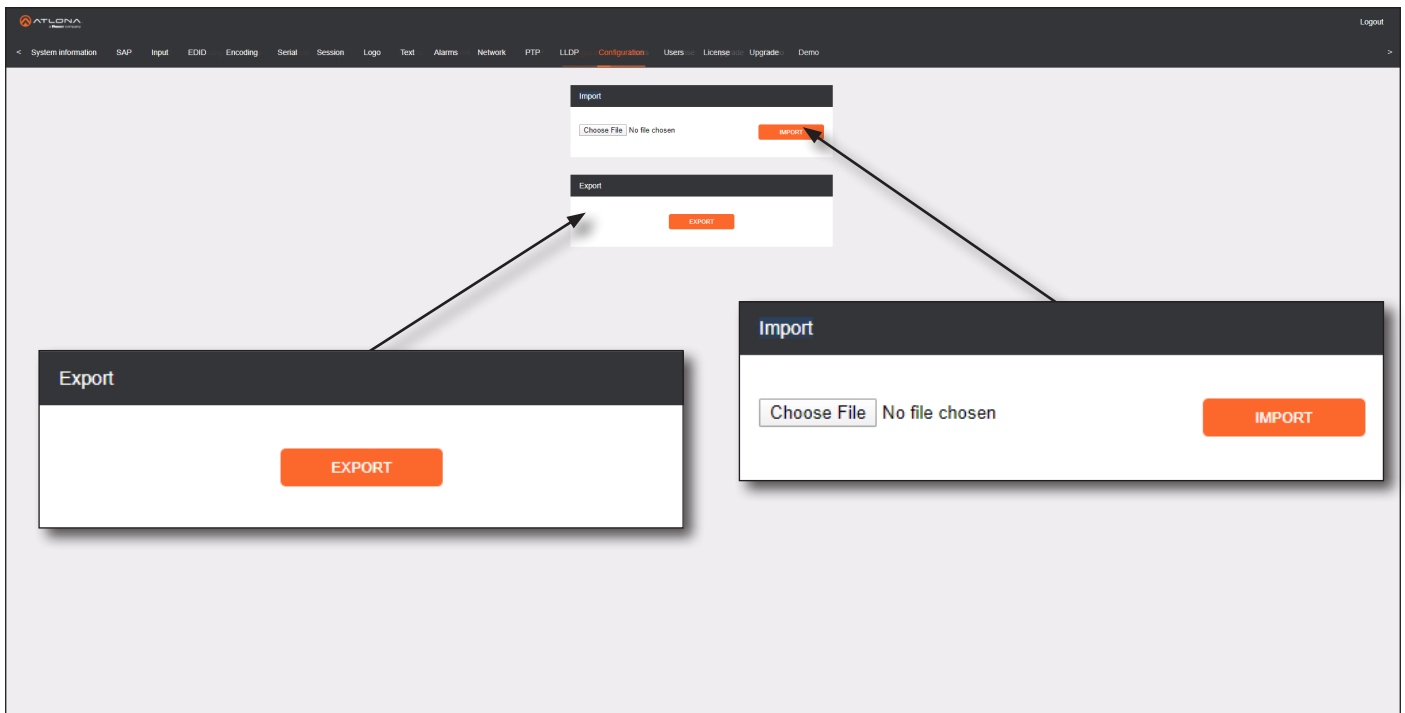 ATLONA
Logout
< System information SAP Input EDID Encoding Serial Session Logo Text Alarms Network PTP LLDP Configuration Users License Upgrade Demo >
Import
Choose File No file chosen IMPORT
Export
EXPORT
Import
Choose File No file chosen IMPORT
Export
EXPORT